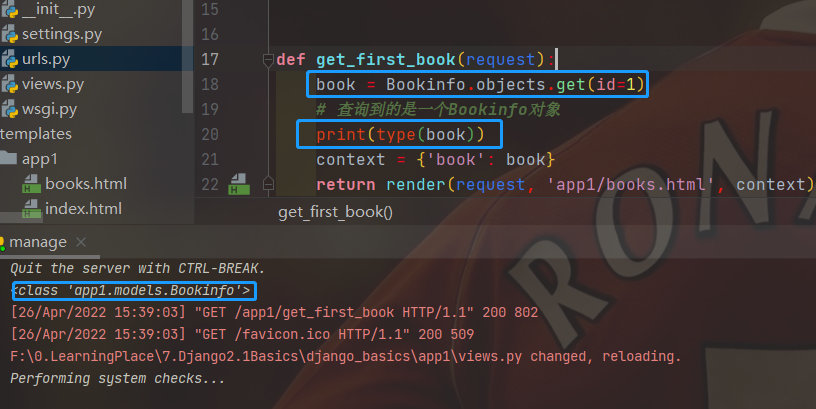 __init__.py
settings.py
urls.py
views.py
wsgi.py
templates
app1
books.html
index.html
15
16
17 def get_first_book(request):
18 book = Bookinfo.objects.get(id=1)
19 # 查询到的是一个Bookinfo对象
20 print(type(book))
21 context = {'book': book}
22 return render(request, 'app1/books.html', context)
get_first_book()
RONA
manage ×
Quit the server with CTRL-BREAK.
<class 'app1.models.Bookinfo'>
[26/Apr/2022 15:39:03] "GET /app1/get_first_book HTTP/1.1" 200 802
[26/Apr/2022 15:39:03] "GET /favicon.ico HTTP/1.1" 200 509
F:\0.LearningPlace\7.Django2.1Basics\django_basics\app1\views.py changed, reloading.
Performing system checks...